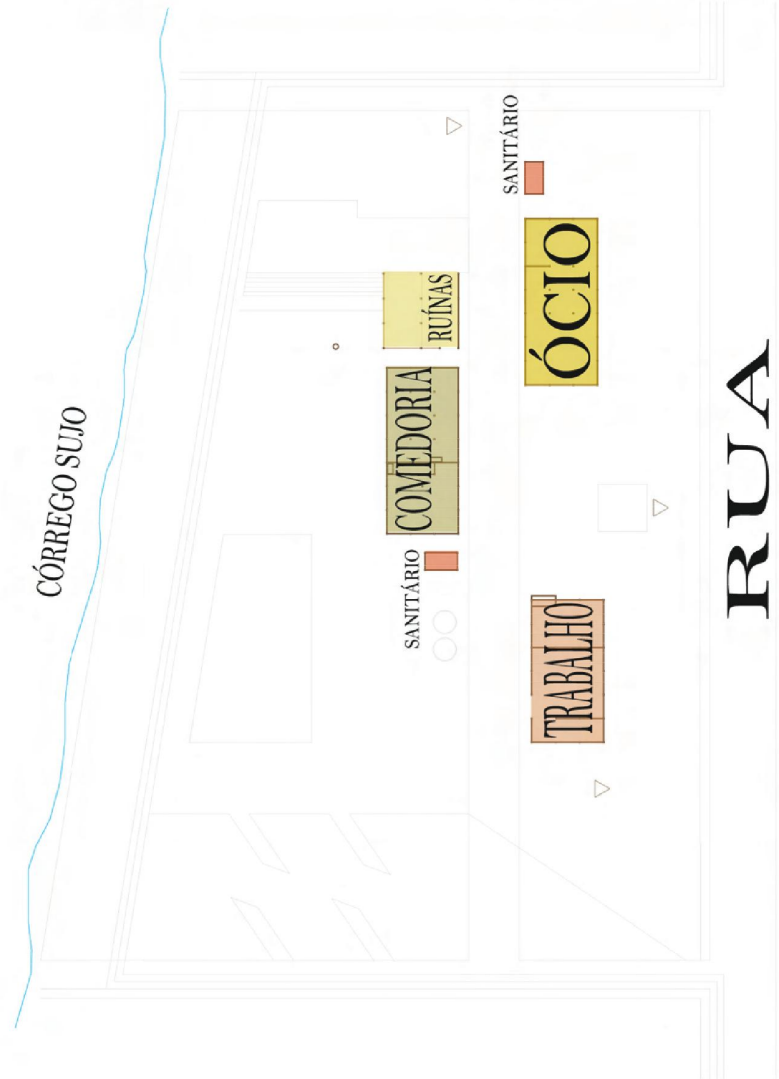 CÓRREGO SUJO
SANITÁRIO
ÓCIO
RUÍNAS
COMEDORIA
SANITÁRIO
TRABALHO
RUA